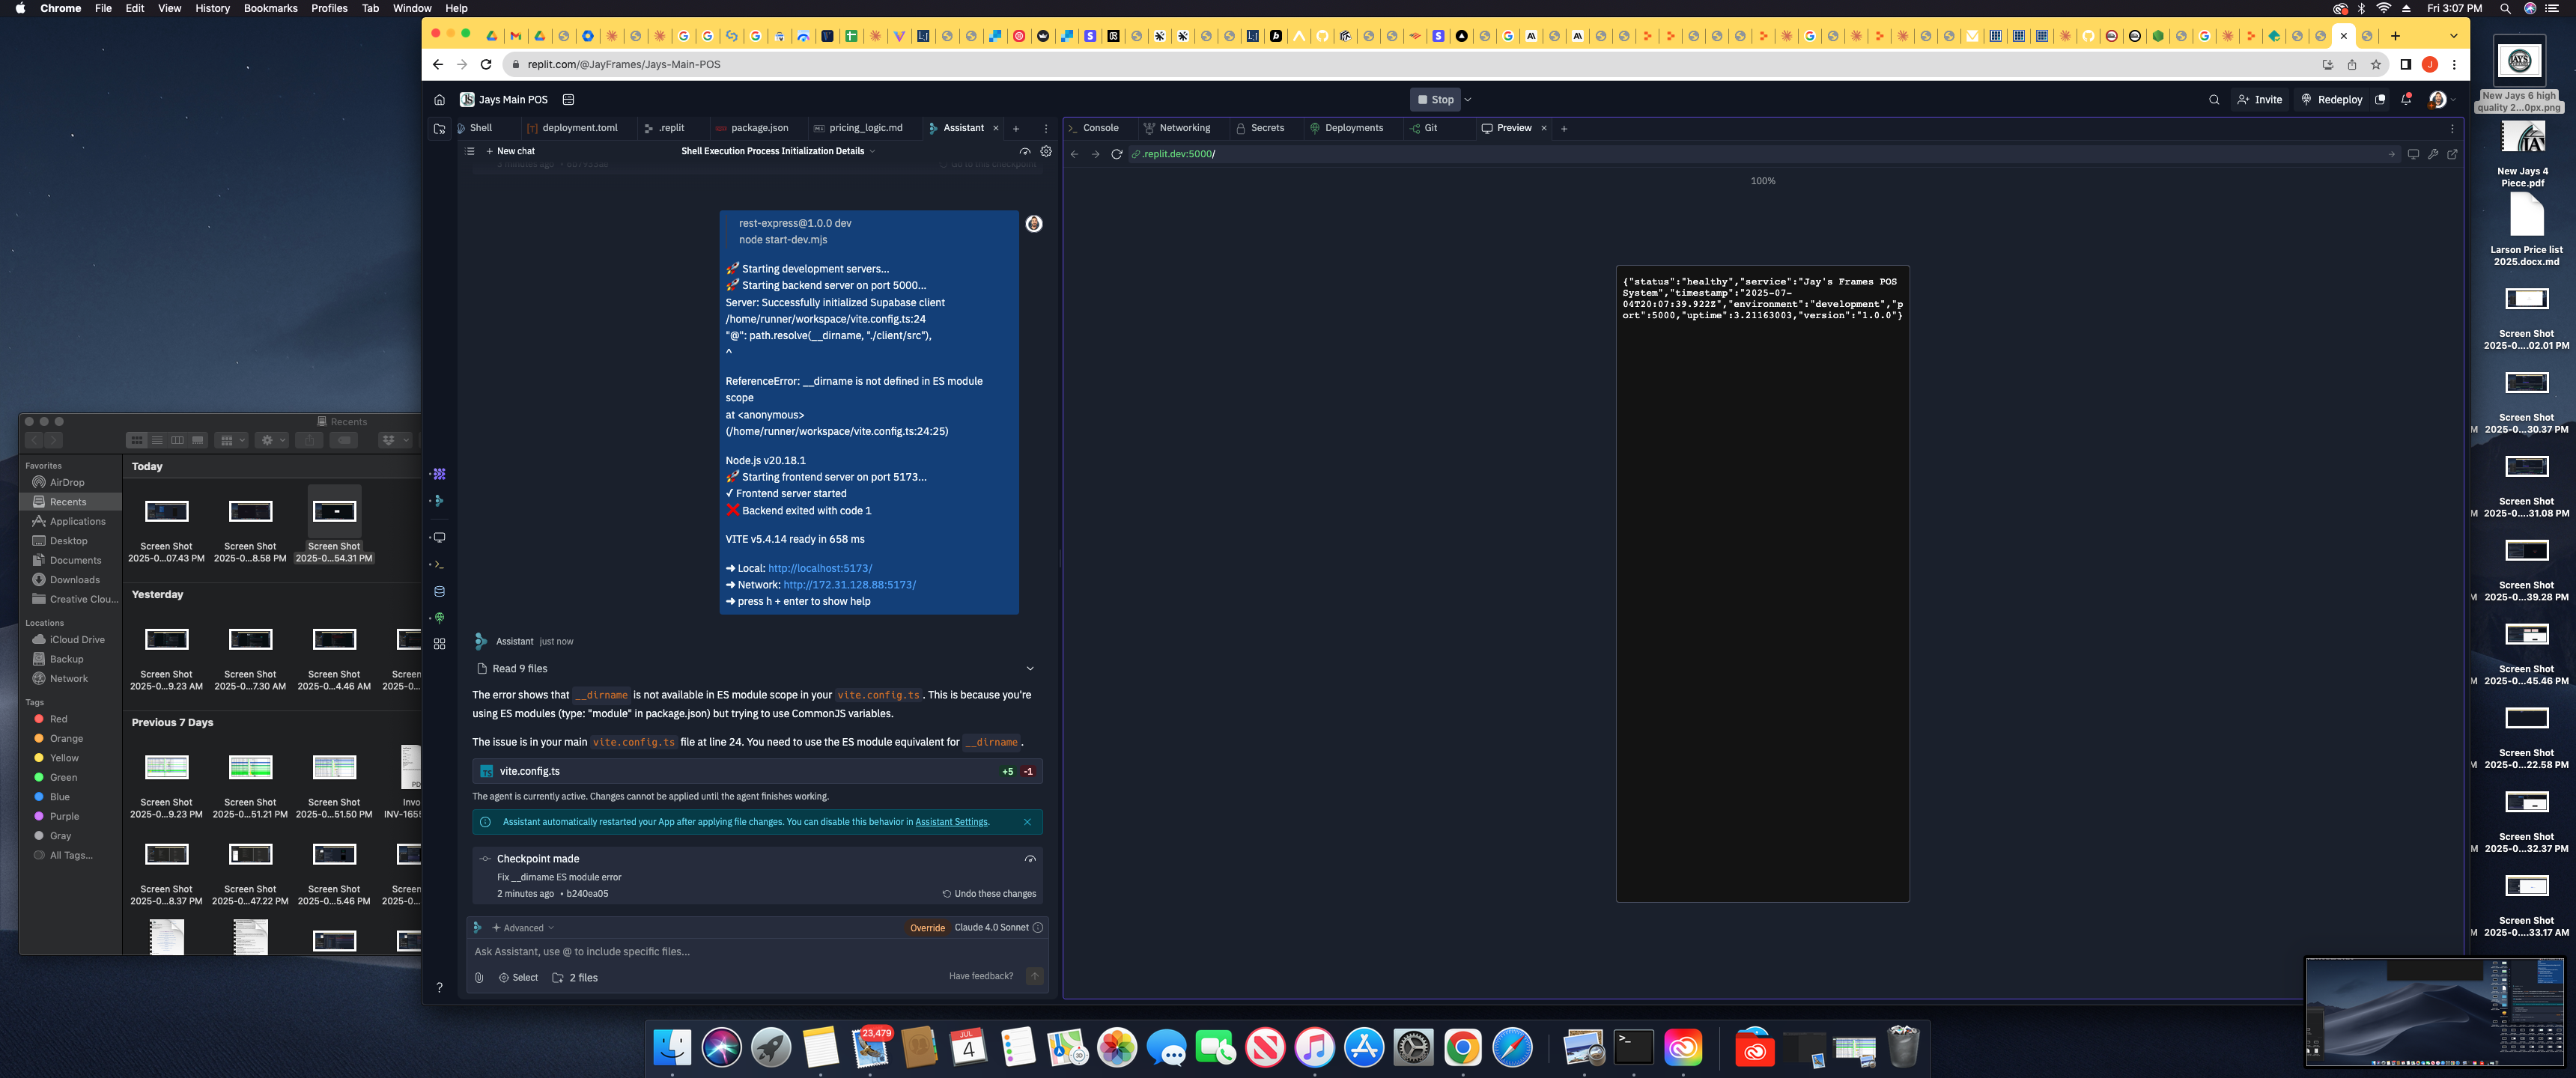 Chrome File Edit View History Bookmarks Profiles Tab Window Help
Fri 3:07 PM
replit.com/@JayFrames/Jays-Main-POS
Jays Main POS
Stop
Invite
Redeploy
Shell
deployment.toml
.replit
package.json
pricing_logic.md
Assistant
Console
Networking
Secrets
Deployments
Git
Preview
New chat
Shell Execution Process Initialization Details
.replit.dev:5000/
100%
rest-express@1.0.0 dev
node start-dev.mjs
🚀 Starting development servers...
🚀 Starting backend server on port 5000...
Server: Successfully initialized Supabase client
/home/runner/workspace/vite.config.ts:24
"@": path.resolve(__dirname, "./client/src"),
^
ReferenceError: __dirname is not defined in ES module
scope
at <anonymous>
(/home/runner/workspace/vite.config.ts:24:25)
Node.js v20.18.1
🚀 Starting frontend server on port 5173...
✓ Frontend server started
❌ Backend exited with code 1
VITE v5.4.14 ready in 658 ms
➜ Local: http://localhost:5173/
➜ Network: http://172.31.128.88:5173/
➜ press h + enter to show help
Assistant just now
Read 9 files
The error shows that __dirname is not available in ES module scope in your vite.config.ts. This is because you're
using ES modules (type: "module" in package.json) but trying to use CommonJS variables.
The issue is in your main vite.config.ts file at line 24. You need to use the ES module equivalent for __dirname.
vite.config.ts
+5 -1
The agent is currently active. Changes cannot be applied until the agent finishes working.
Assistant automatically restarted your App after applying file changes. You can disable this behavior in Assistant Settings.
Checkpoint made
Fix __dirname ES module error
2 minutes ago • b240ea05
Undo these changes
Advanced
Override
Claude 4.0 Sonnet
Ask Assistant, use @ to include specific files...
Select
2 files
Have feedback?
{"status":"healthy","service":"Jay's Frames POS
System","timestamp":"2025-07-
04T20:07:39.922Z","environment":"development","p
ort":5000,"uptime":3.21163003,"version":"1.0.0"}
Recents
Favorites
AirDrop
Recents
Applications
Desktop
Documents
Downloads
Creative Clou...
Locations
iCloud Drive
Backup
Network
Tags
Red
Orange
Yellow
Green
Blue
Purple
Gray
All Tags...
Today
Screen Shot
2025-0...07.43 PM
Screen Shot
2025-0...8.58 PM
Screen Shot
2025-0...54.31 PM
Yesterday
Screen Shot
2025-0...9.23 AM
Screen Shot
2025-0...7.30 AM
Screen Shot
2025-0...4.46 AM
Screen
2025-0...
Previous 7 Days
Screen Shot
2025-0...9.23 PM
Screen Shot
2025-0...51.21 PM
Screen Shot
2025-0...51.50 PM
Invo
INV-165
Screen Shot
2025-0...8.37 PM
Screen Shot
2025-0...47.22 PM
Screen Shot
2025-0...5.46 PM
Screen
2025-0...
New Jays 6 high
quality 2...0px.png
New Jays 4
Piece.pdf
Larson Price list
2025.docx.md
Screen Shot
2025-0....02.01 PM
Screen Shot
2025-0...30.37 PM
Screen Shot
2025-0....31.08 PM
Screen Shot
2025-0...39.28 PM
Screen Shot
2025-0...45.46 PM
Screen Shot
2025-0...22.58 PM
Screen Shot
2025-0...32.37 PM
Screen Shot
2025-0....33.17 AM
23,479
JUL
4